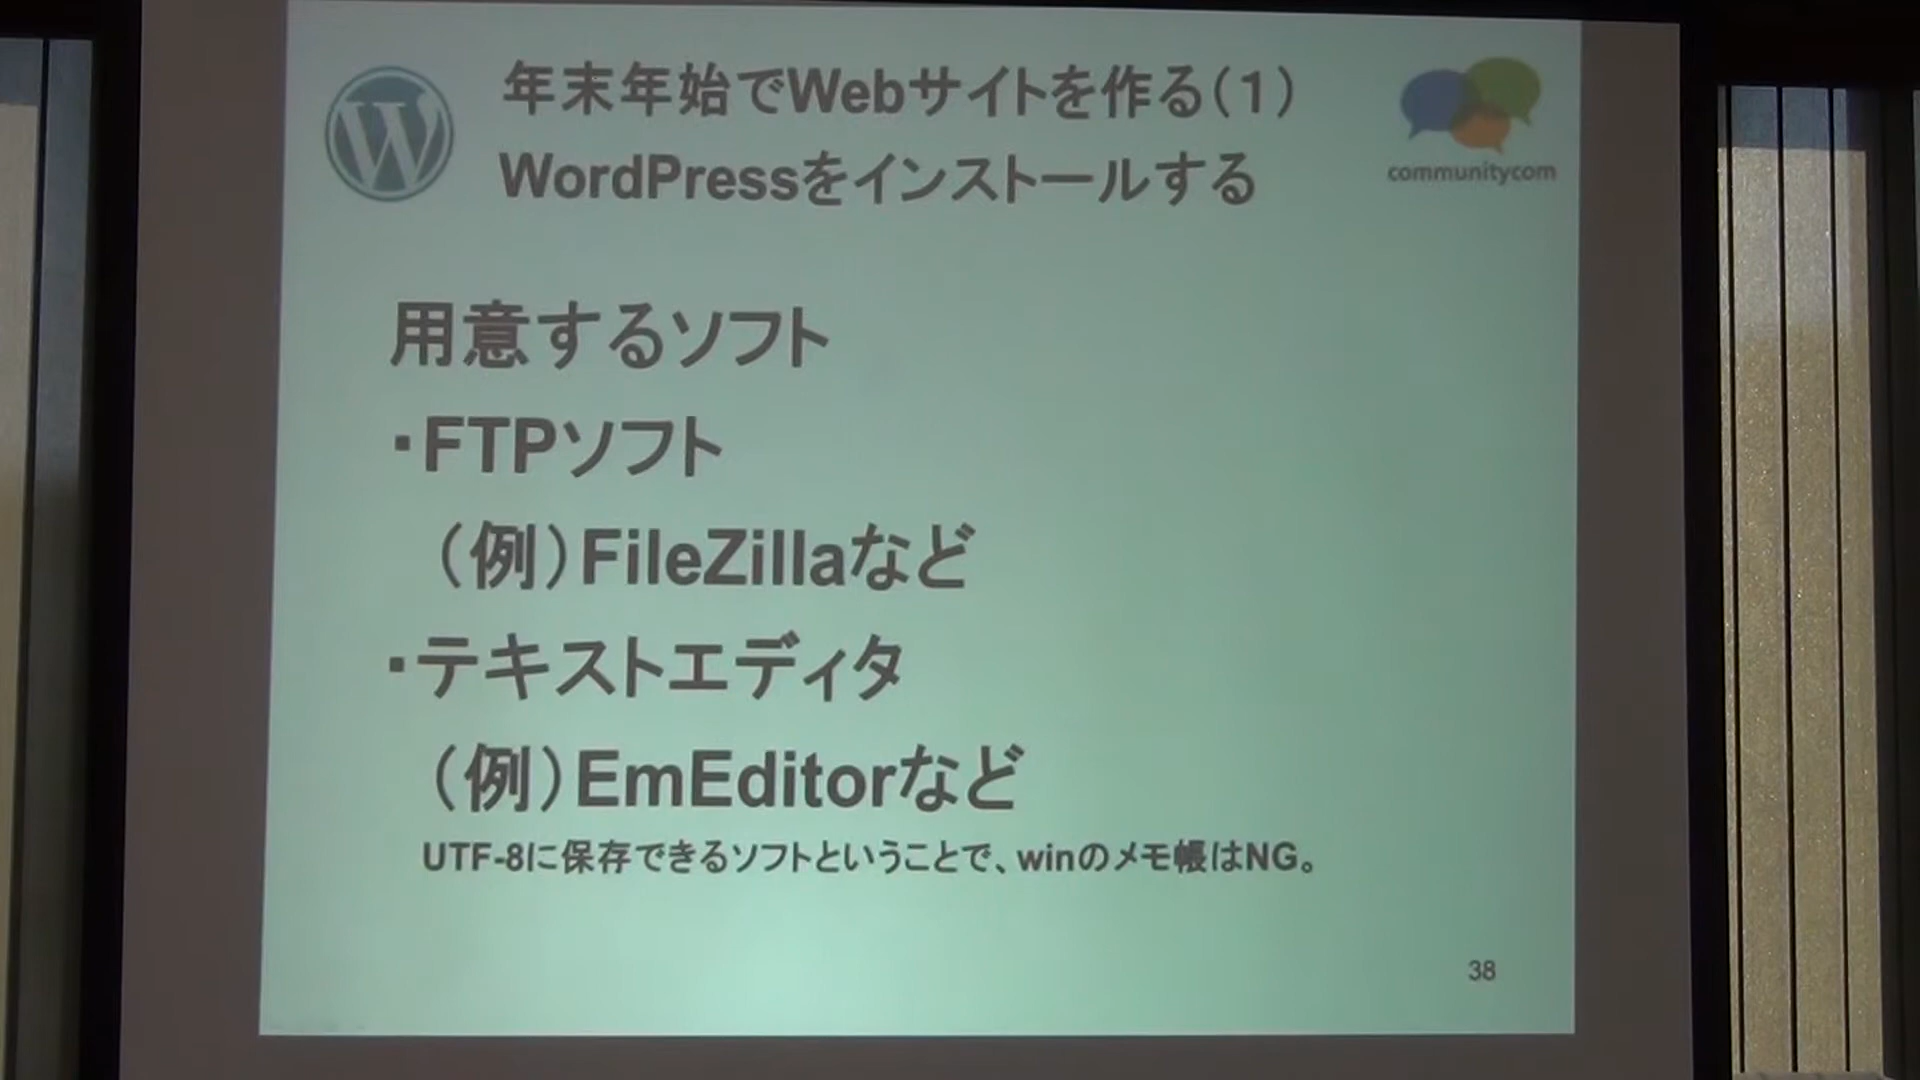 年末年始でWebサイトを作る（１）
WordPressをインストールする
communitycom
用意するソフト
・FTPソフト
（例）FileZillaなど
・テキストエディタ
（例）EmEditorなど
UTF-8に保存できるソフトということで、winのメモ帳はNG。
38